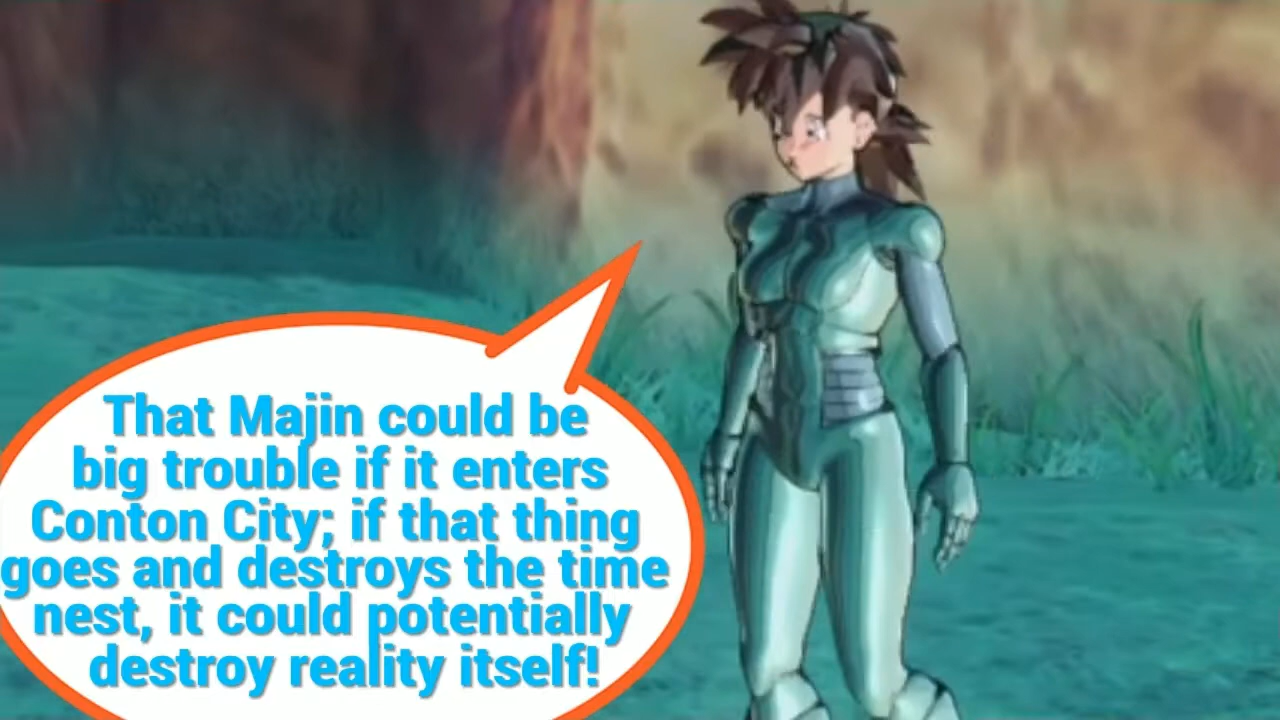 That Majin could be
big trouble if it enters
Conton City; if that thing
goes and destroys the time
nest, it could potentially
destroy reality itself!